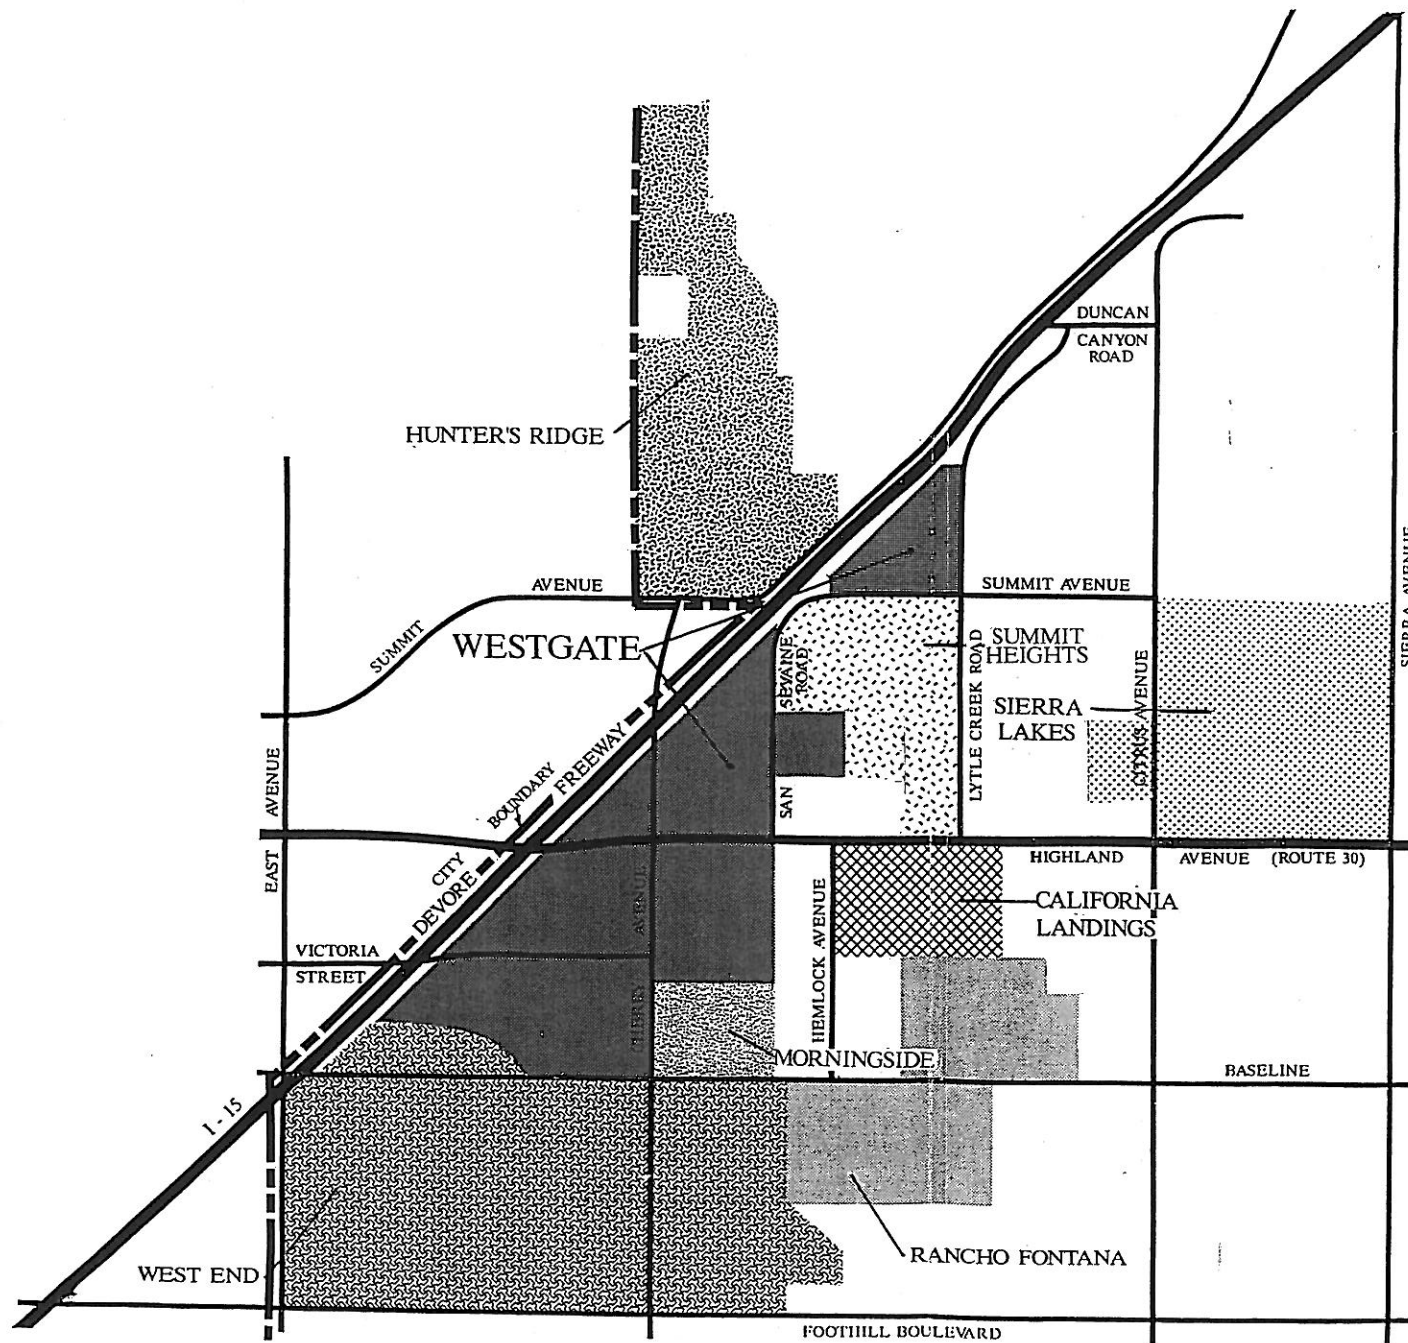 DUNCAN
CANYON
ROAD
HUNTER'S RIDGE
SIERRA AVENUE
AVENUE
SUMMIT AVENUE
SUMMIT
WESTGATE
SEVAINE
ROAD
SAN
LYTLE CREEK ROAD
SUMMIT
HEIGHTS
CITRUS AVENUE
SIERRA
LAKES
FREEWAY
BOUNDARY
AVENUE
EAST
CITY
DEVORE
HIGHLAND
AVENUE (ROUTE 30)
AVENUE
CHERRY
HEMLOCK AVENUE
CALIFORNIA
LANDINGS
VICTORIA
STREET
MORNINGSIDE
BASELINE
I - 15
RANCHO FONTANA
WEST END
FOOTHILL BOULEVARD